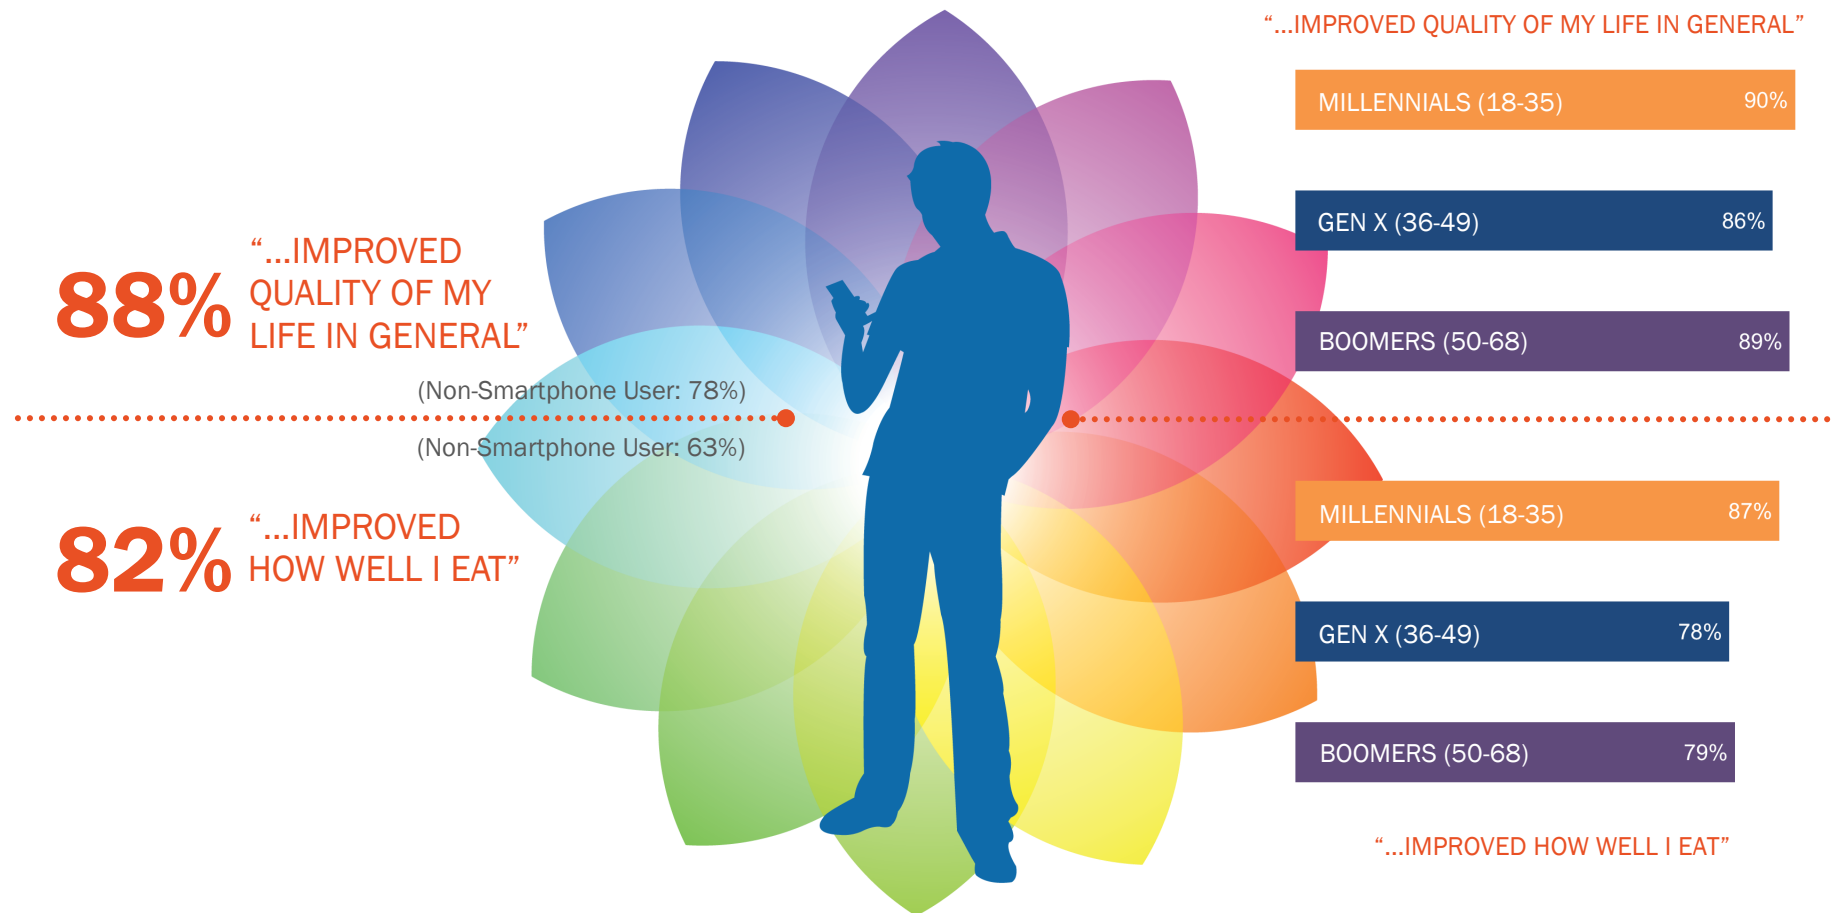 88%
“...IMPROVED
QUALITY OF MY
LIFE IN GENERAL”
(Non-Smartphone User: 78%)
(Non-Smartphone User: 63%)
82%
“...IMPROVED
HOW WELL I EAT”
“...IMPROVED QUALITY OF MY LIFE IN GENERAL”
MILLENNIALS (18-35) 90%
GEN X (36-49) 86%
BOOMERS (50-68) 89%
MILLENNIALS (18-35) 87%
GEN X (36-49) 78%
BOOMERS (50-68) 79%
“...IMPROVED HOW WELL I EAT”